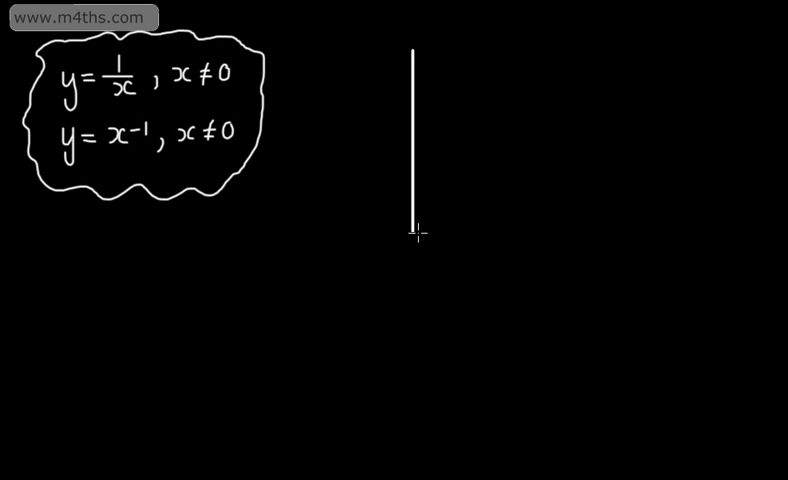 www.m4ths.com
y = 1/x , x ≠ 0
y = x⁻¹ , x ≠ 0